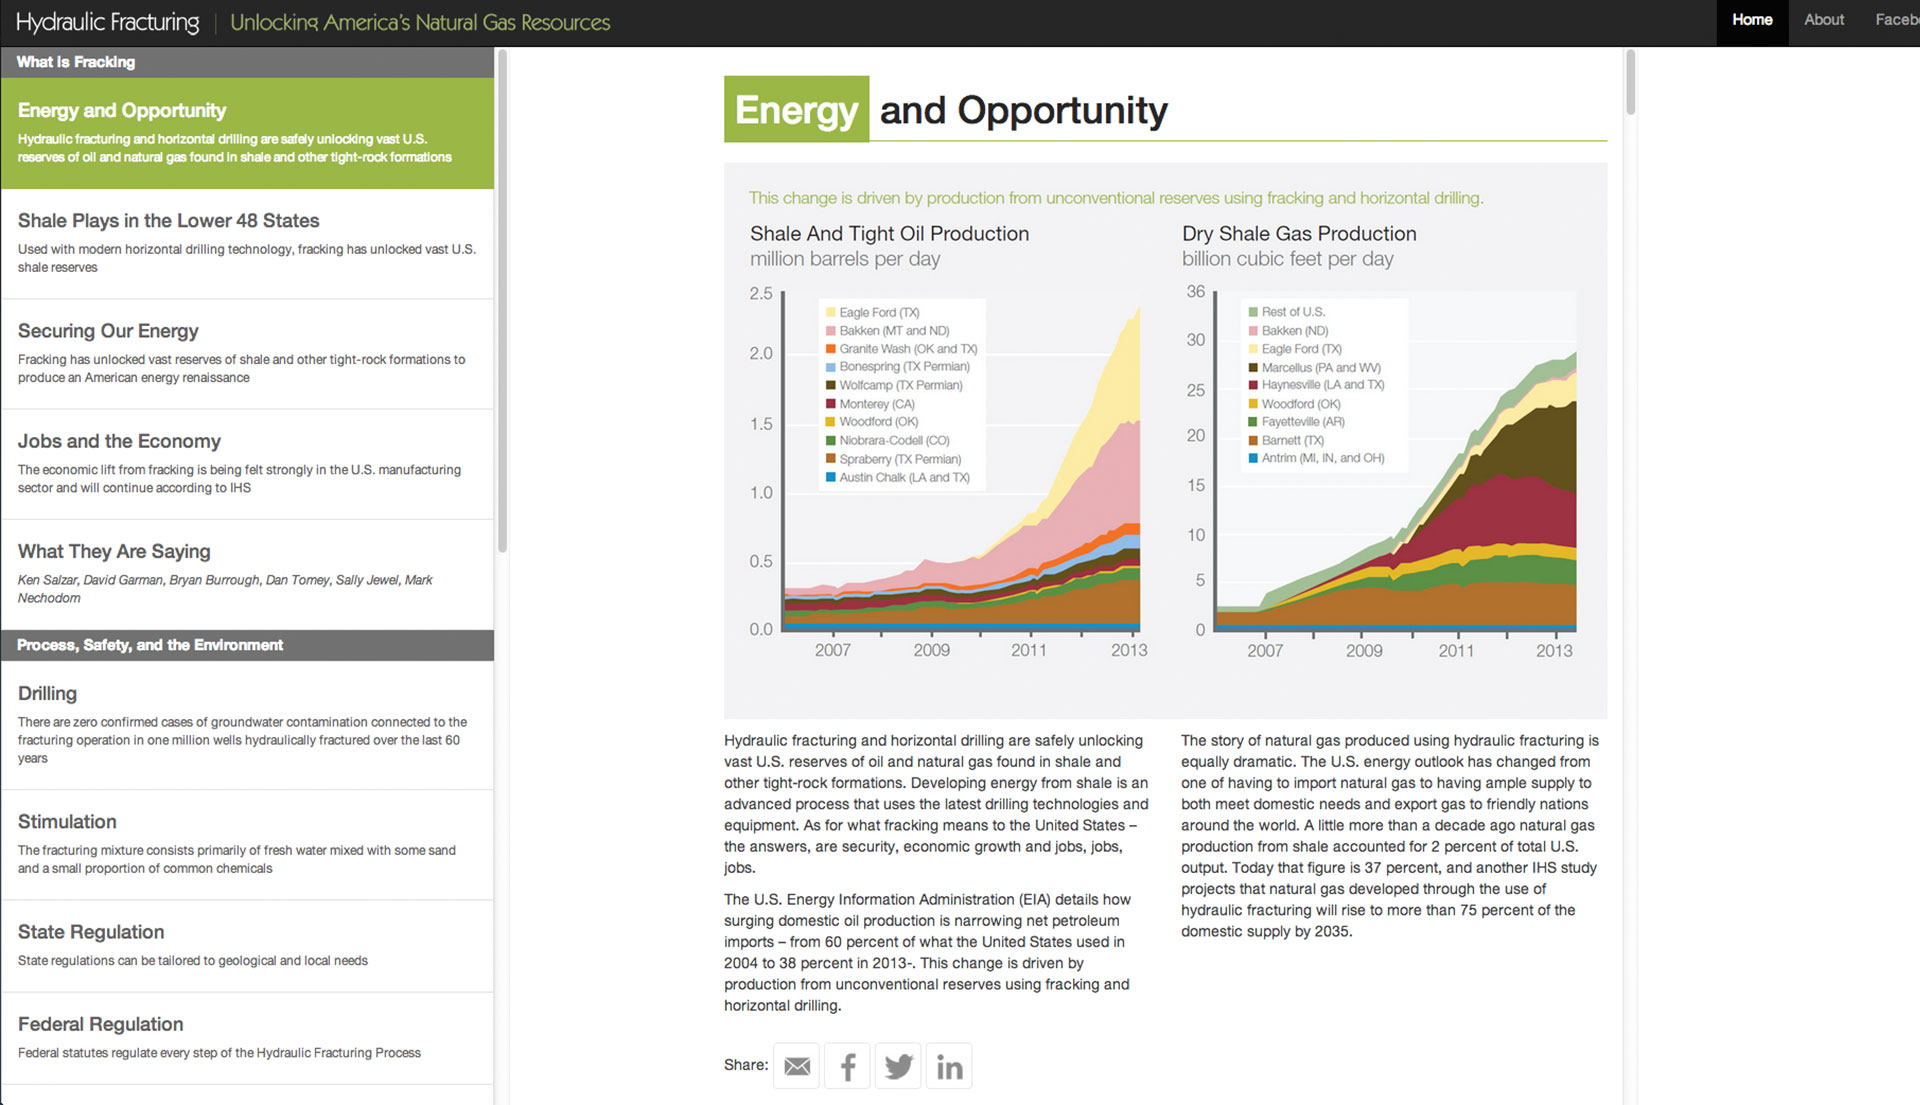 Hydraulic Fracturing | Unlocking America's Natural Gas Resources
Home
About
Faceb
What is Fracking
Energy and Opportunity
Hydraulic fracturing and horizontal drilling are safely unlocking vast U.S.
reserves of oil and natural gas found in shale and other tight-rock formations
Shale Plays in the Lower 48 States
Used with modern horizontal drilling technology, fracking has unlocked vast U.S.
shale reserves
Securing Our Energy
Fracking has unlocked vast reserves of shale and other tight-rock formations to
produce an American energy renaissance
Jobs and the Economy
The economic lift from fracking is being felt strongly in the U.S. manufacturing
sector and will continue according to IHS
What They Are Saying
Ken Salzar, David Garman, Bryan Burrough, Dan Tomey, Sally Jewel, Mark
Nechodom
Process, Safety, and the Environment
Drilling
There are zero confirmed cases of groundwater contamination connected to the
fracturing operation in one million wells hydraulically fractured over the last 60
years
Stimulation
The fracturing mixture consists primarily of fresh water mixed with some sand
and a small proportion of common chemicals
State Regulation
State regulations can be tailored to geological and local needs
Federal Regulation
Federal statutes regulate every step of the Hydraulic Fracturing Process
Energy and Opportunity
This change is driven by production from unconventional reserves using fracking and horizontal drilling.
Shale And Tight Oil Production
million barrels per day
2.5
2.0
1.5
1.0
0.5
0.0
Eagle Ford (TX)
Bakken (MT and ND)
Granite Wash (OK and TX)
Bonespring (TX Permian)
Wolfcamp (TX Permian)
Monterey (CA)
Woodford (OK)
Niobrara-Codell (CO)
Spraberry (TX Permian)
Austin Chalk (LA and TX)
2007 2009 2011 2013
Dry Shale Gas Production
billion cubic feet per day
36
30
25
20
15
10
5
0
Rest of U.S.
Bakken (ND)
Eagle Ford (TX)
Marcellus (PA and WV)
Haynesville (LA and TX)
Woodford (OK)
Fayetteville (AR)
Barnett (TX)
Antrim (MI, IN, and OH)
2007 2009 2011 2013
Hydraulic fracturing and horizontal drilling are safely unlocking
vast U.S. reserves of oil and natural gas found in shale and
other tight-rock formations. Developing energy from shale is an
advanced process that uses the latest drilling technologies and
equipment. As for what fracking means to the United States –
the answers, are security, economic growth and jobs, jobs,
jobs.
The U.S. Energy Information Administration (EIA) details how
surging domestic oil production is narrowing net petroleum
imports – from 60 percent of what the United States used in
2004 to 38 percent in 2013-. This change is driven by
production from unconventional reserves using fracking and
horizontal drilling.
The story of natural gas produced using hydraulic fracturing is
equally dramatic. The U.S. energy outlook has changed from
one of having to import natural gas to having ample supply to
both meet domestic needs and export gas to friendly nations
around the world. A little more than a decade ago natural gas
production from shale accounted for 2 percent of total U.S.
output. Today that figure is 37 percent, and another IHS study
projects that natural gas developed through the use of
hydraulic fracturing will rise to more than 75 percent of the
domestic supply by 2035.
Share: